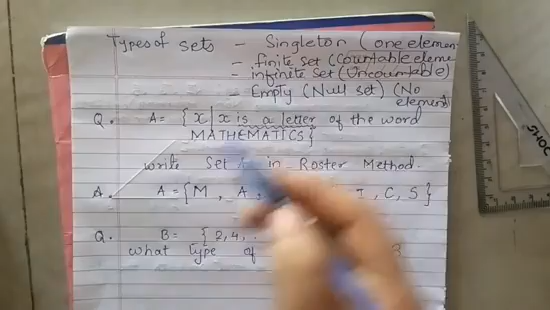 Types of sets - Singleton (one elemen
- finite set (countable eleme
- infinite set (Uncountable)
- Empty (Null set) (No
element)
Q. A = { x | x is a letter of the word
MATHEMATICS}
write Set in Roster Method.
A. A = {M , A , I , C , S }
Q. B = { 2, 4, .
what type of